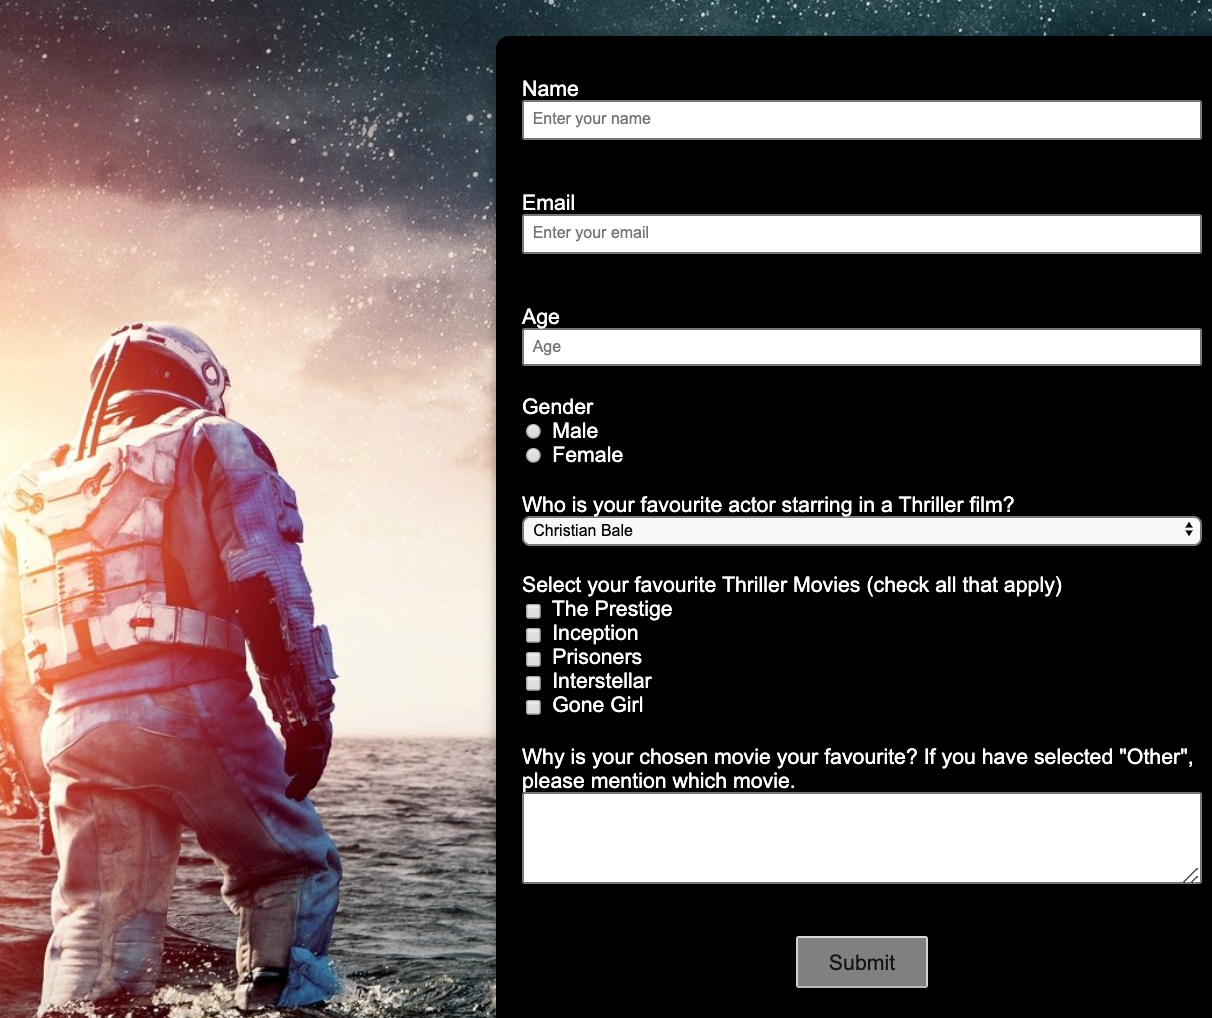 Name
Enter your name
Email
Enter your email
Age
Age
Gender
Male
Female
Who is your favourite actor starring in a Thriller film?
Christian Bale
Select your favourite Thriller Movies (check all that apply)
The Prestige
Inception
Prisoners
Interstellar
Gone Girl
Why is your chosen movie your favourite? If you have selected "Other",
please mention which movie.
Submit